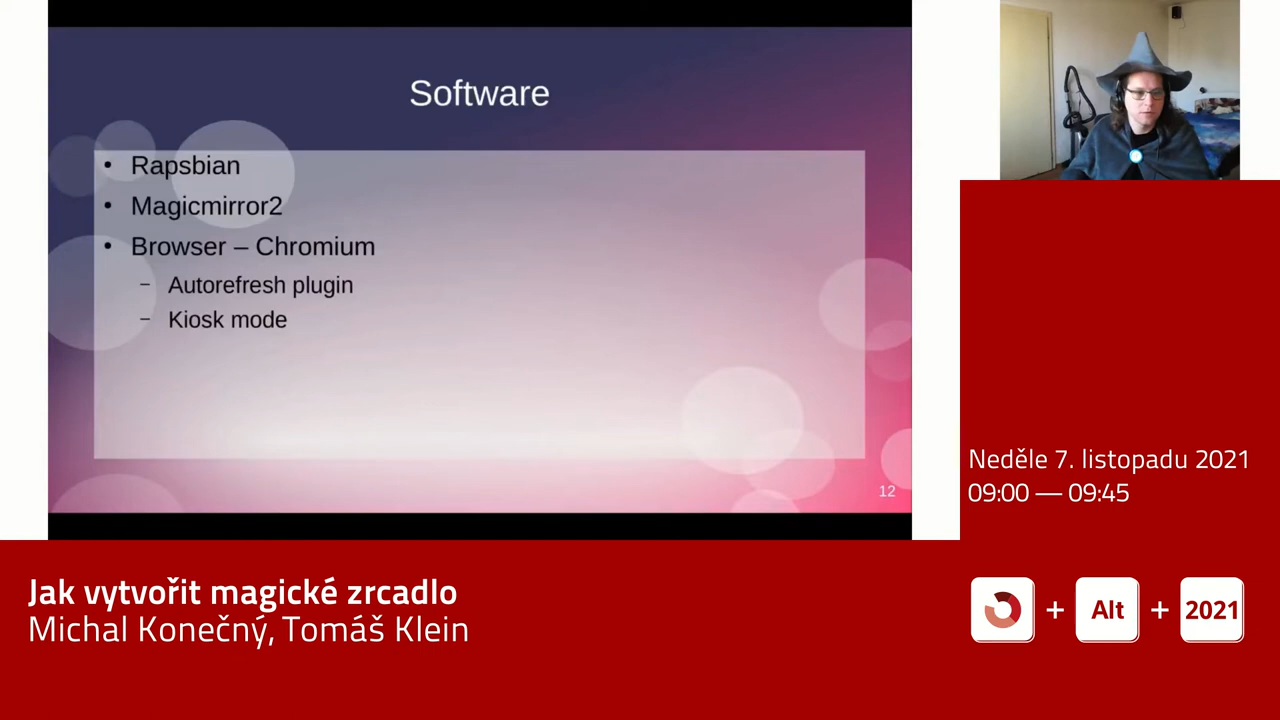 Software
• Rapsbian
• Magicmirror2
• Browser – Chromium
– Autorefresh plugin
– Kiosk mode
12
Neděle 7. listopadu 2021
09:00 — 09:45
Jak vytvořit magické zrcadlo
Michal Konečný, Tomáš Klein
+ Alt + 2021